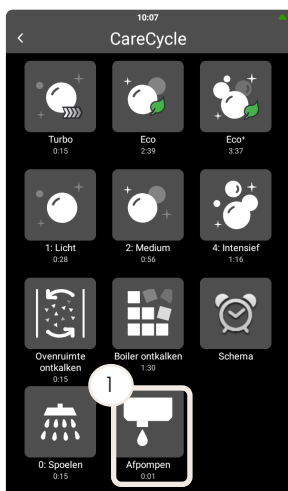 10:07
CareCycle
Turbo
0:15
Eco
2:39
Eco+
3:37
1: Licht
0:28
2: Medium
0:56
4: Intensief
1:16
Ovenruimte
ontkalken
0:15
Boiler ontkalken
1:30
Schema
1
0: Spoelen
0:15
Afpompen
0:01